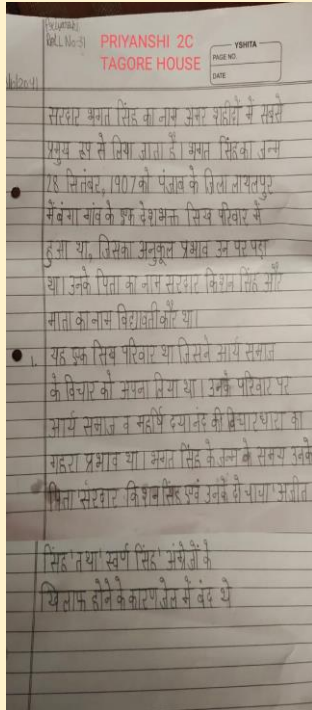 Priyanshi
Roll No:31
PRIYANSHI 2C
TAGORE HOUSE
YSHITA
PAGE NO.
DATE
सरदार भगत सिंह का नाम अमर शहीदों में सबसे
प्रमुख रूप से लिया जाता है। भगत सिंह का जन्म
28 सितंबर, 1907 को पंजाब के जिला लायलपुर
में बंगा गांव के एक देशभक्त सिख परिवार में
हुआ था, जिसका अनुकूल प्रभाव उन पर पड़ा
था। उनके पिता का नाम सरदार किशन सिंह और
माता का नाम विद्यावती कौर था।
1. यह एक सिख परिवार था जिसने आर्य समाज
के विचार को अपना लिया था। उनके परिवार पर
आर्य समाज व महर्षि दयानंद की विचारधारा का
गहरा प्रभाव था। भगत सिंह के जन्म के समय उनके
पिता 'सरदार किशन सिंह' एवं उनके दो चाचा 'अजीत
सिंह' तथा 'स्वर्ण सिंह' अंग्रेजों के
खिलाफ होने के कारण जेल में बंद थे